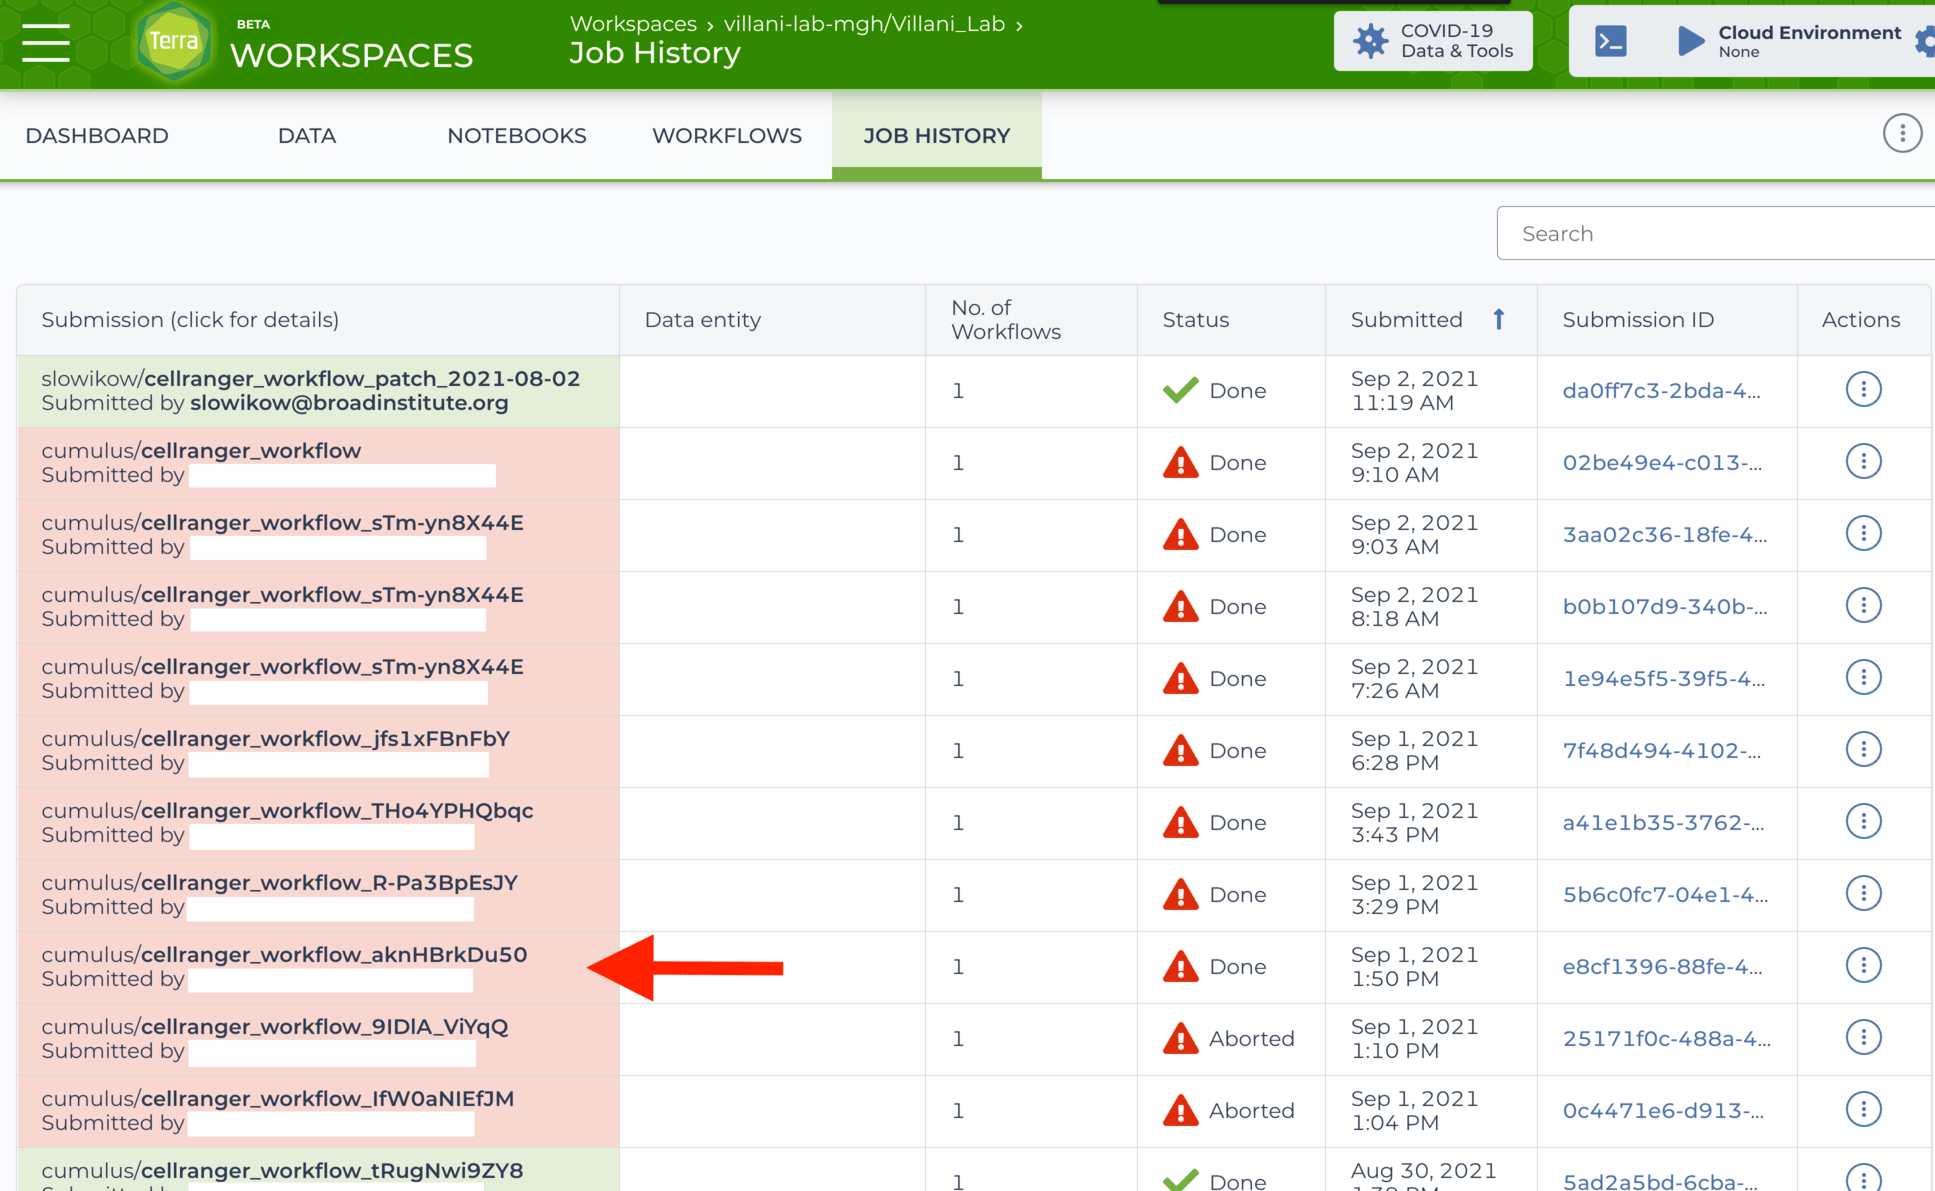 Terra
BETA
WORKSPACES
Workspaces › villani-lab-mgh/Villani_Lab ›
Job History
COVID-19
Data & Tools
Cloud Environment
None
DASHBOARD DATA NOTEBOOKS WORKFLOWS JOB HISTORY
Search
Submission (click for details) Data entity No. of Workflows Status Submitted Submission ID Actions
slowikow/cellranger_workflow_patch_2021-08-02
Submitted by slowikow@broadinstitute.org
1 Done Sep 2, 2021 11:19 AM da0ff7c3-2bda-4...
cumulus/cellranger_workflow
Submitted by
1 Done Sep 2, 2021 9:10 AM 02be49e4-c013-...
cumulus/cellranger_workflow_sTm-yn8X44E
Submitted by
1 Done Sep 2, 2021 9:03 AM 3aa02c36-18fe-4...
cumulus/cellranger_workflow_sTm-yn8X44E
Submitted by
1 Done Sep 2, 2021 8:18 AM b0b107d9-340b-...
cumulus/cellranger_workflow_sTm-yn8X44E
Submitted by
1 Done Sep 2, 2021 7:26 AM 1e94e5f5-39f5-4...
cumulus/cellranger_workflow_jfs1xFBnFbY
Submitted by
1 Done Sep 1, 2021 6:28 PM 7f48d494-4102-...
cumulus/cellranger_workflow_THo4YPHQbqc
Submitted by
1 Done Sep 1, 2021 3:43 PM a41e1b35-3762-...
cumulus/cellranger_workflow_R-Pa3BpEsJY
Submitted by
1 Done Sep 1, 2021 3:29 PM 5b6c0fc7-04e1-4...
cumulus/cellranger_workflow_aknHBrkDu50
Submitted by
1 Done Sep 1, 2021 1:50 PM e8cf1396-88fe-4...
cumulus/cellranger_workflow_9IDlA_ViYqQ
Submitted by
1 Aborted Sep 1, 2021 1:10 PM 25171f0c-488a-4...
cumulus/cellranger_workflow_IfW0aNIEfJM
Submitted by
1 Aborted Sep 1, 2021 1:04 PM 0c4471e6-d913-...
cumulus/cellranger_workflow_tRugNwi9ZY8
1 Done Aug 30, 2021 5ad2a5bd-6cba-...